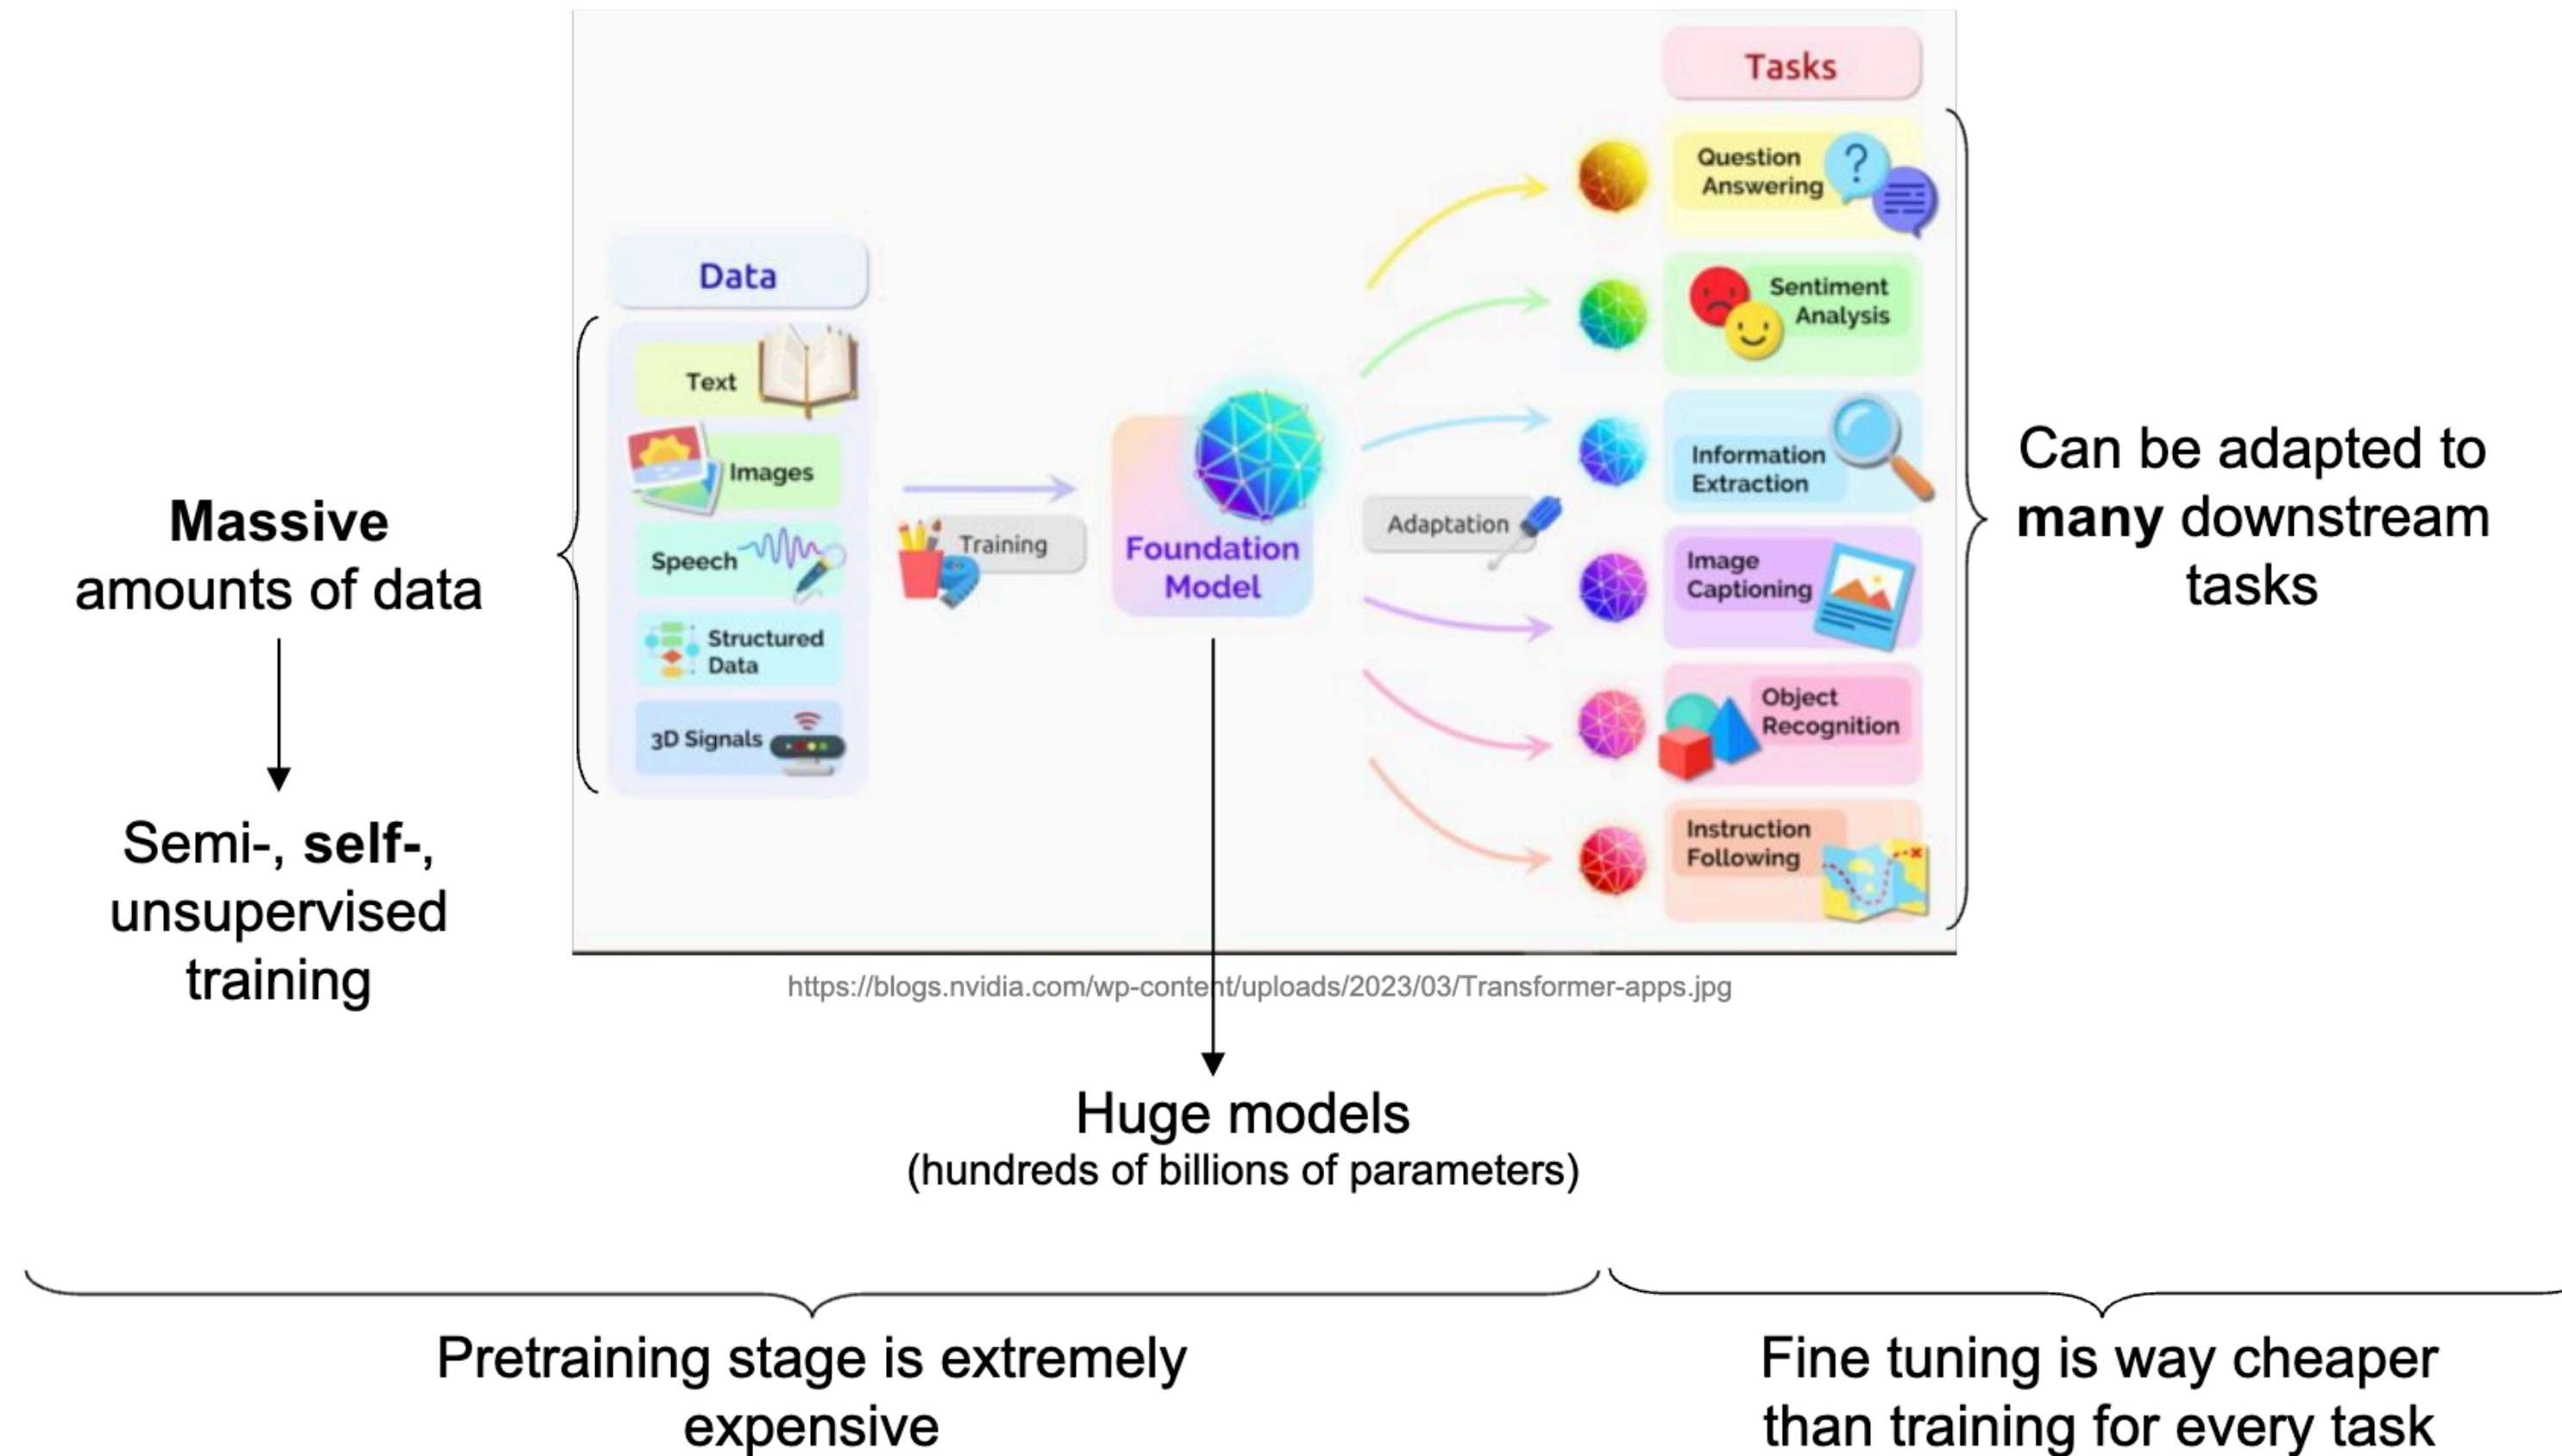 Massive
amounts of data
Semi-, self-,
unsupervised
training
Data
Text
Images
Speech
Structured
Data
3D Signals
Training
Foundation
Model
Adaptation
Tasks
Question
Answering
?
Sentiment
Analysis
Information
Extraction
Image
Captioning
Object
Recognition
Instruction
Following
Can be adapted to
many downstream
tasks
https://blogs.nvidia.com/wp-content/uploads/2023/03/Transformer-apps.jpg
Huge models
(hundreds of billions of parameters)
Pretraining stage is extremely
expensive
Fine tuning is way cheaper
than training for every task